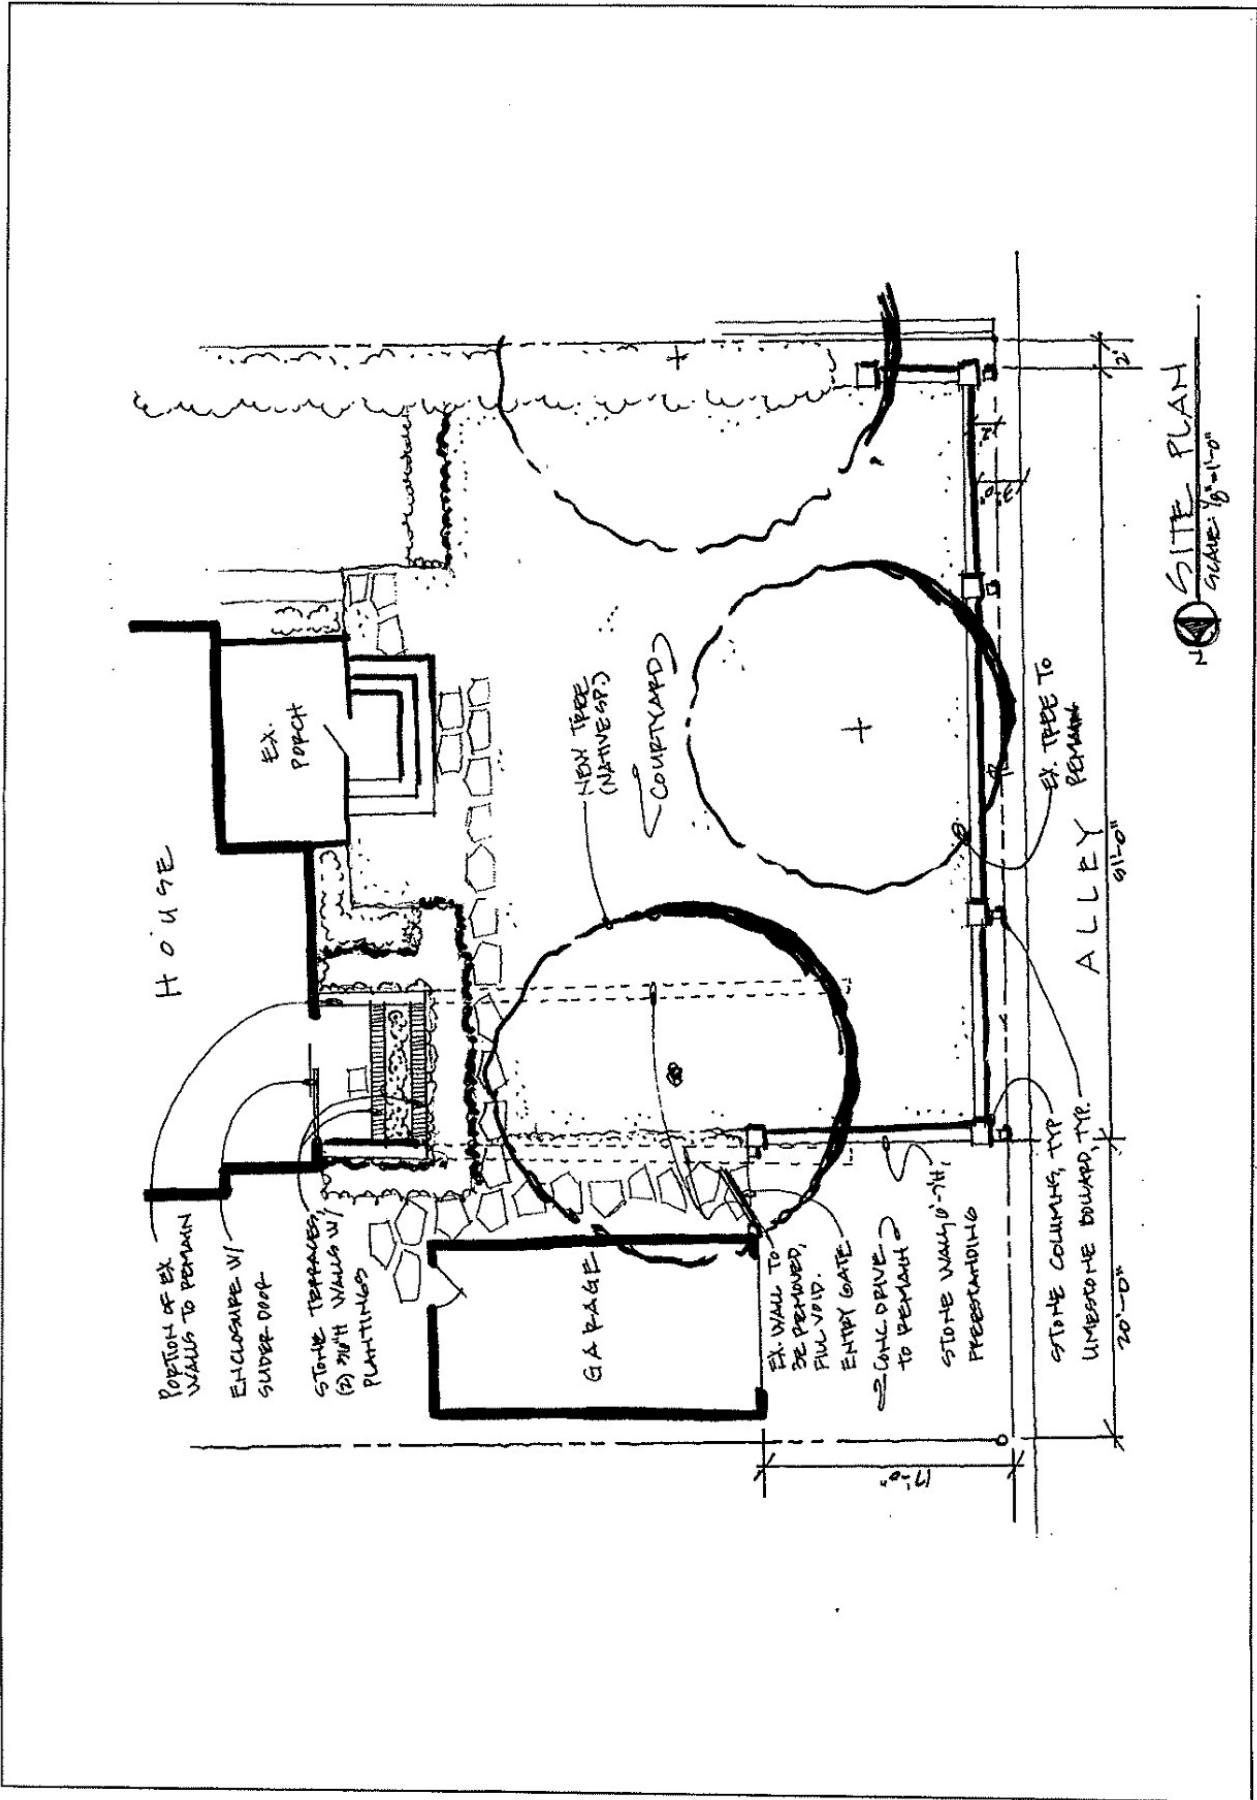 HOUSE
EX.
PORCH
PORTION OF EX.
WALLS TO REMAIN
ENCLOSURE W/
SLIDER DOOR
STONE TERRACES,
WALLS W/
PLANTINGS
GARAGE
NEW TREE
(NATIVE SP.)
COURTYARD
EX. WALL TO
BE REMOVED,
FILL VOID.
ENTRY GATE
CONC. DRIVE
TO REMAIN
STONE WALL, 6'-7'H,
FREESTANDING
STONE COLUMNS, TYP.
LIMESTONE BOLLARD, TYP.
EX. TREE TO
REMAIN
ALLEY
17'-0"
20'-0"
51'-0"
2'
2'
3'-0"
N
SITE PLAN
SCALE: 1/8"=1'-0"